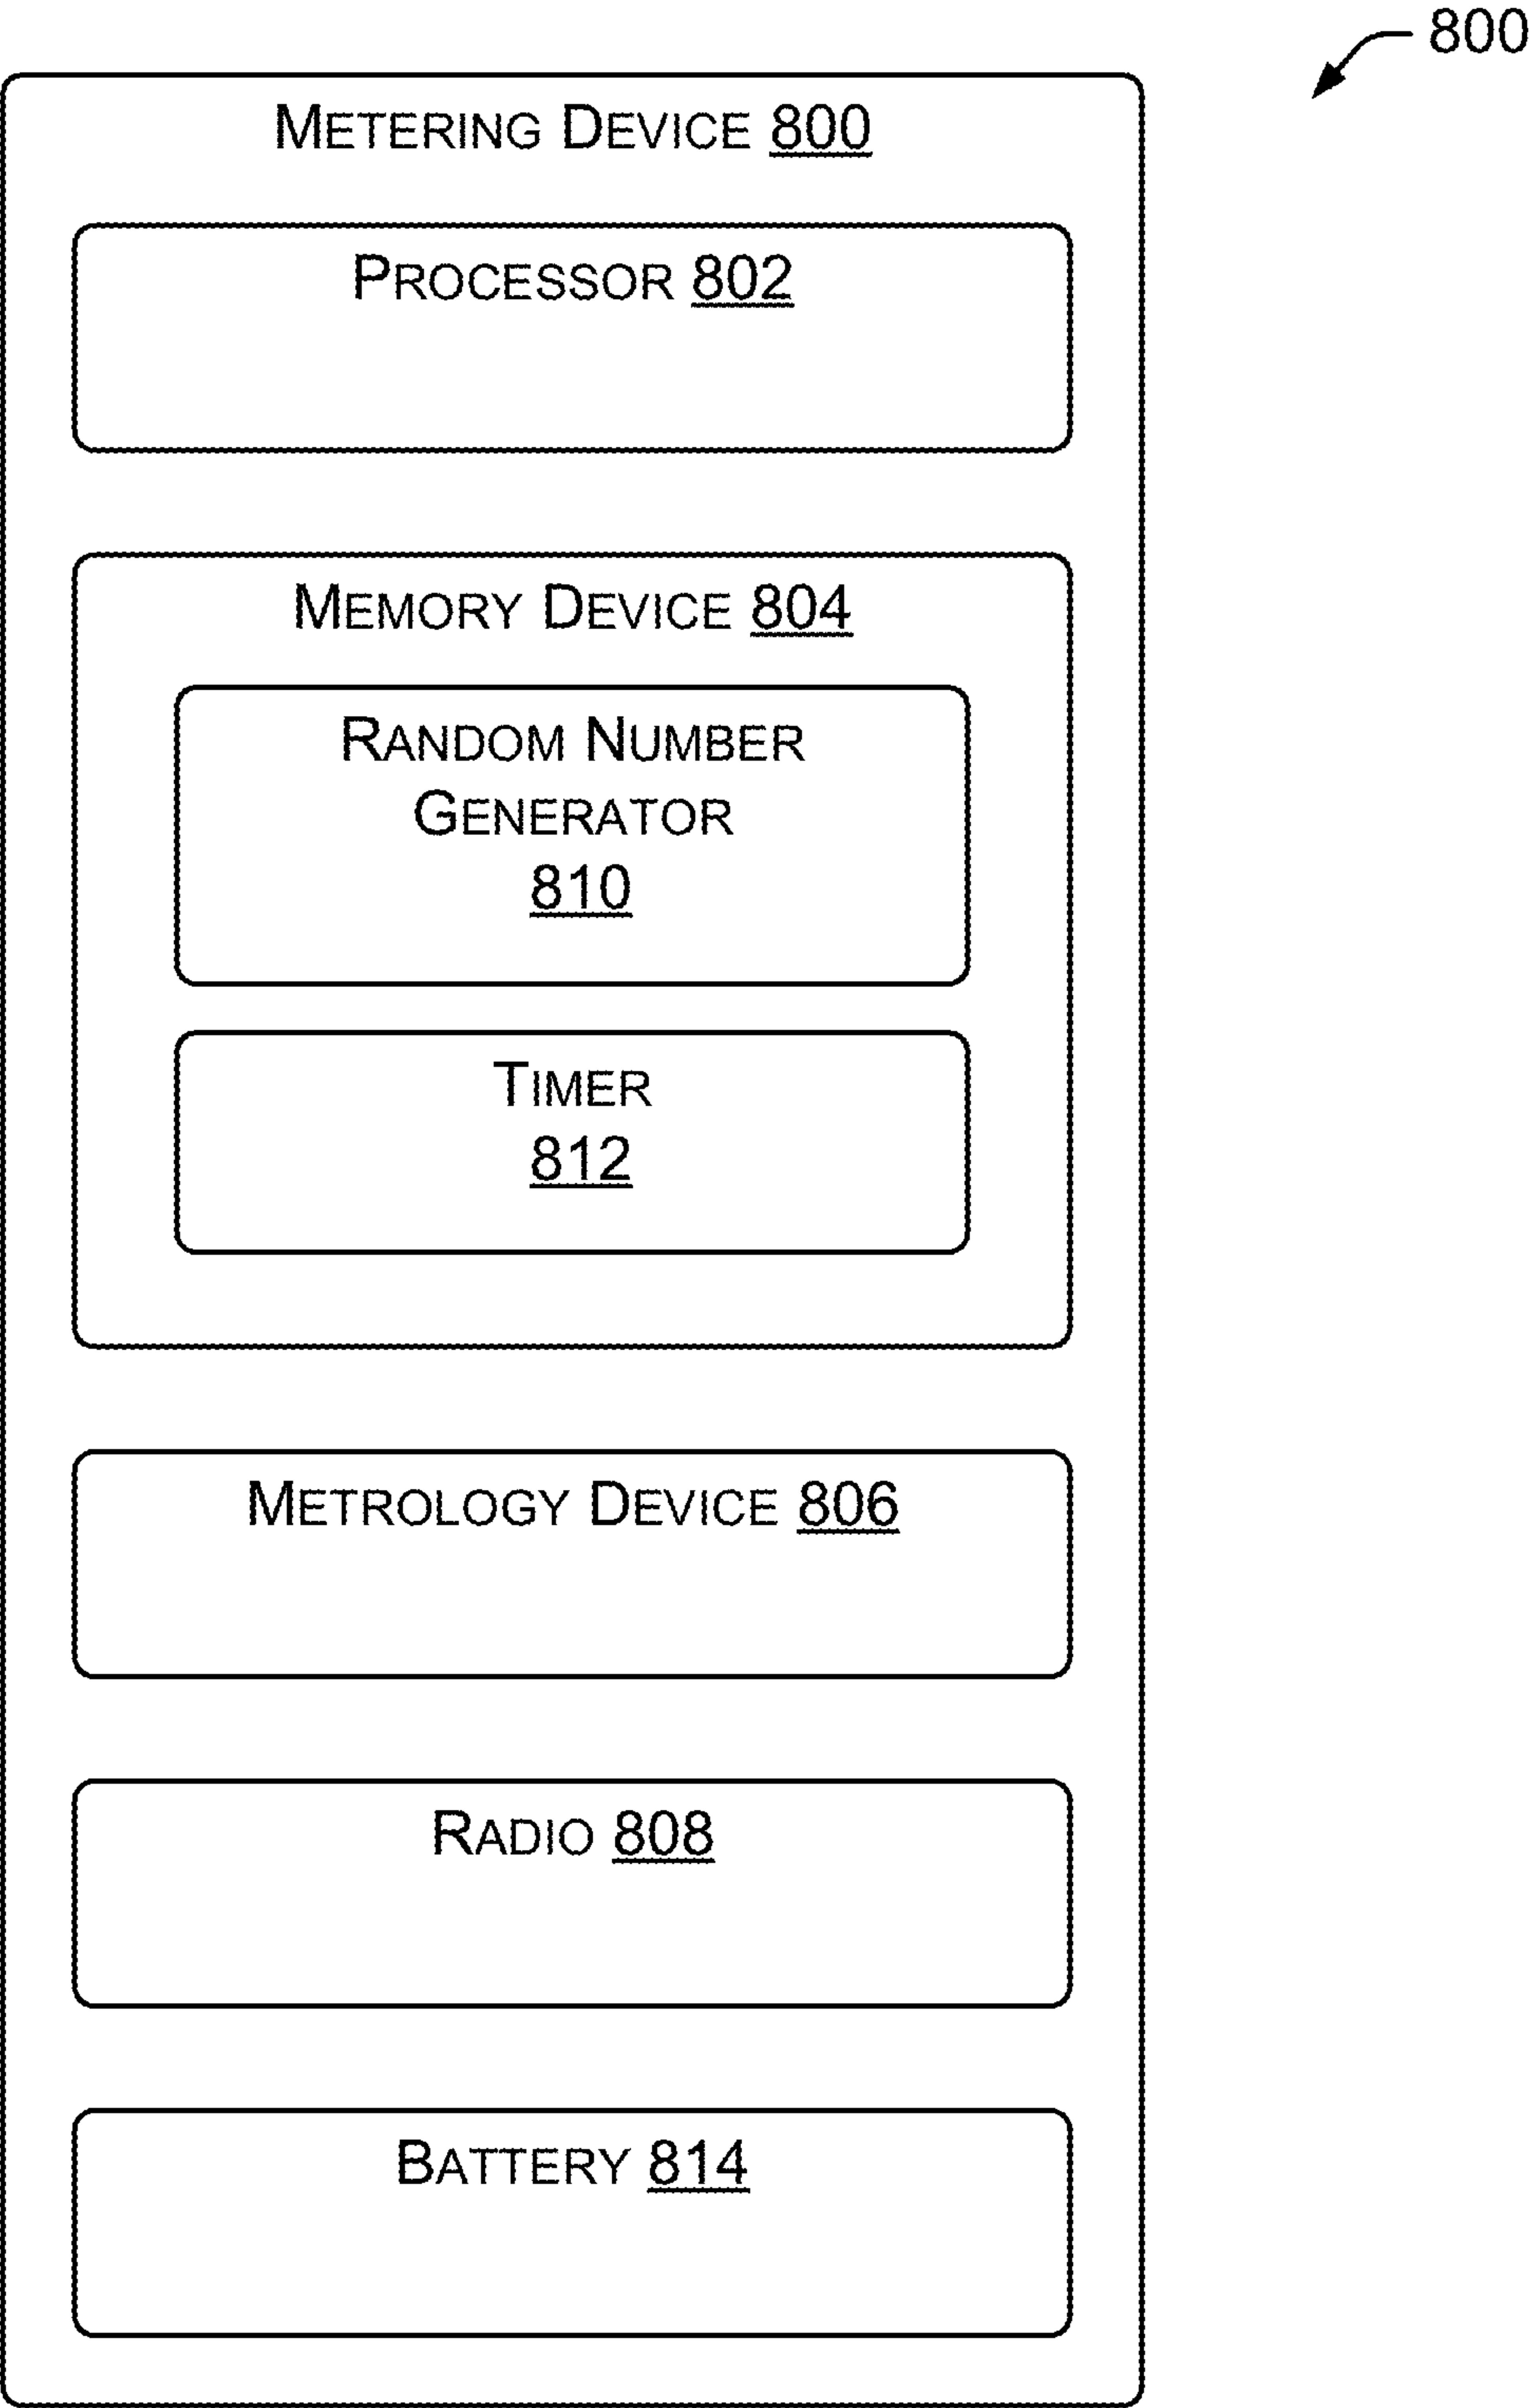 800
METERING DEVICE 800
PROCESSOR 802
MEMORY DEVICE 804
RANDOM NUMBER
GENERATOR
810
TIMER
812
METROLOGY DEVICE 806
RADIO 808
BATTERY 814